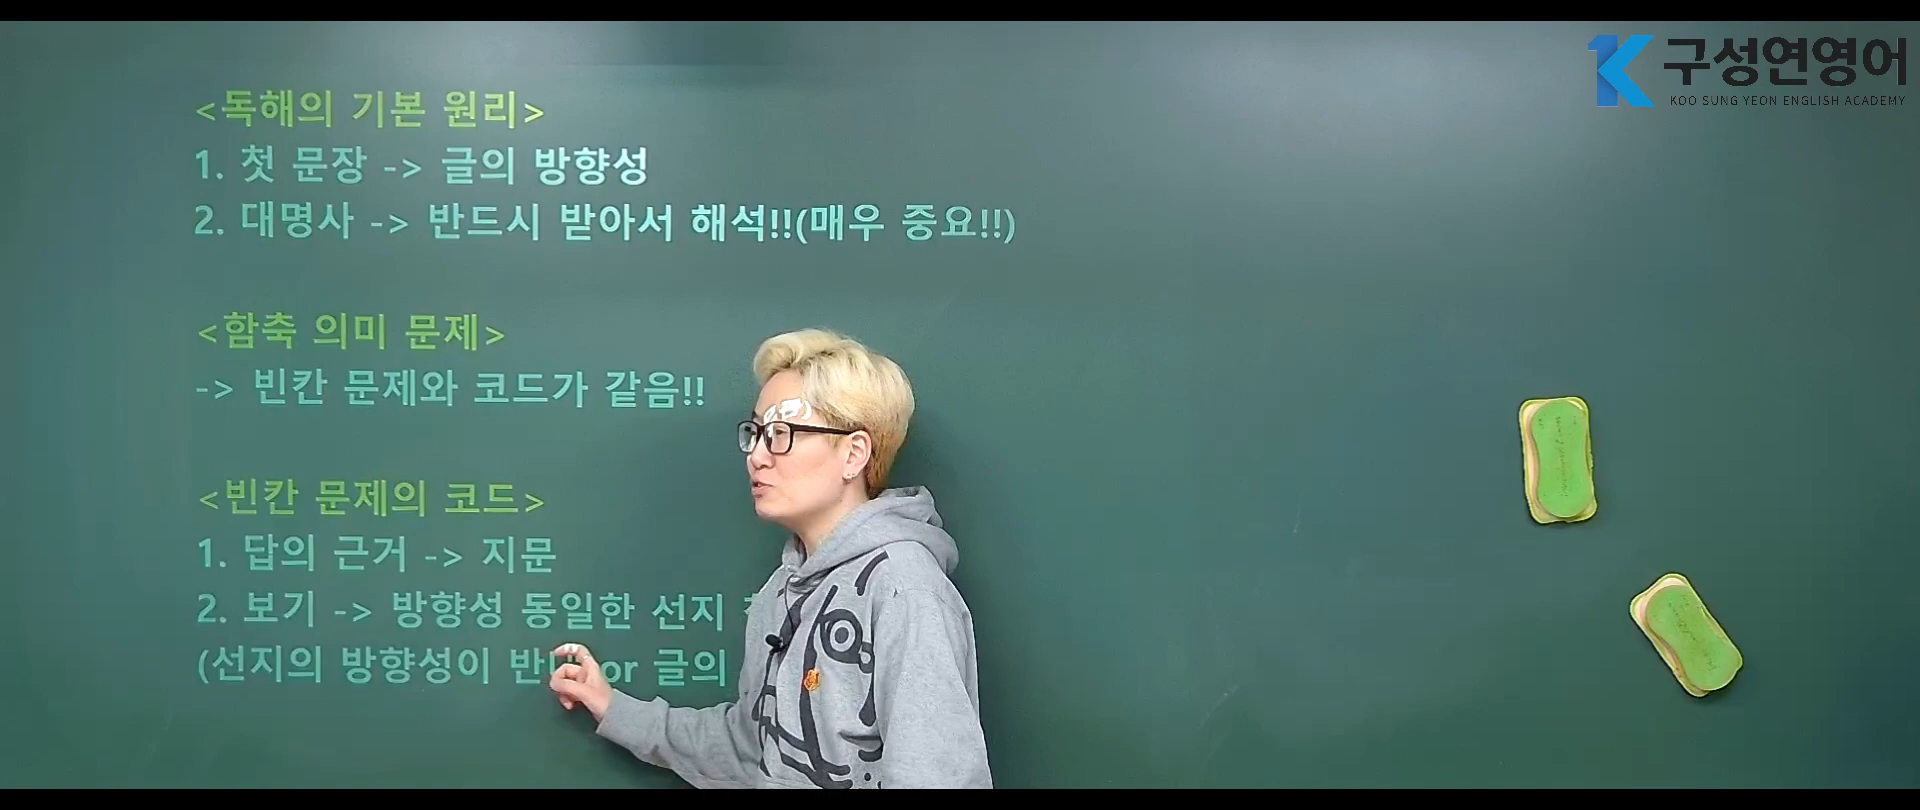 구성연영어
KOO SUNG YEON ENGLISH ACADEMY
<독해의 기본 원리>
1. 첫 문장 -> 글의 방향성
2. 대명사 -> 반드시 받아서 해석!!(매우 중요!!)
<함축 의미 문제>
-> 빈칸 문제와 코드가 같음!!
<빈칸 문제의 코드>
1. 답의 근거 -> 지문
2. 보기 -> 방향성 동일한 선지
(선지의 방향성이 or 글의